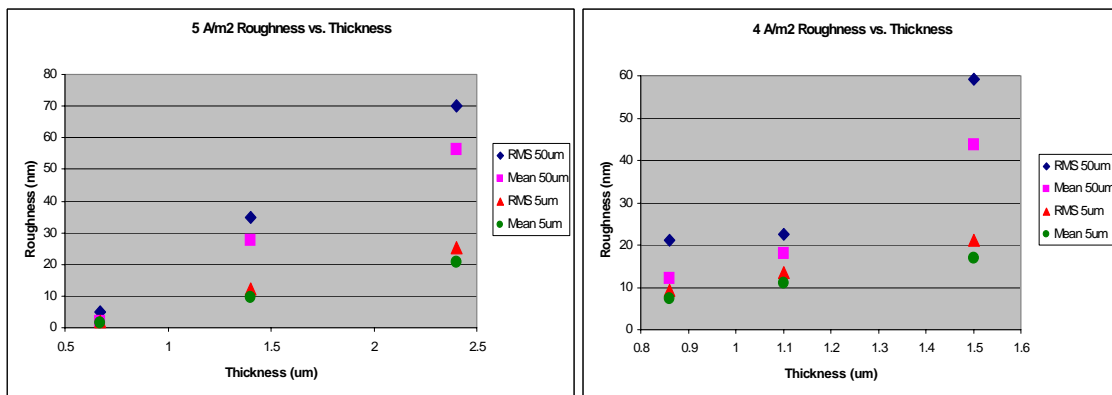 5 A/m2 Roughness vs. Thickness
80
70
60
50
40
30
20
10
0
0.5 1 1.5 2 2.5
Roughness (nm)
Thickness (um)
RMS 50um
Mean 50um
RMS 5um
Mean 5um
4 A/m2 Roughness vs. Thickness
60
50
40
30
20
10
0
0.8 0.9 1 1.1 1.2 1.3 1.4 1.5 1.6
Roughness (nm)
Thickness (um)
RMS 50um
Mean 50um
RMS 5um
Mean 5um